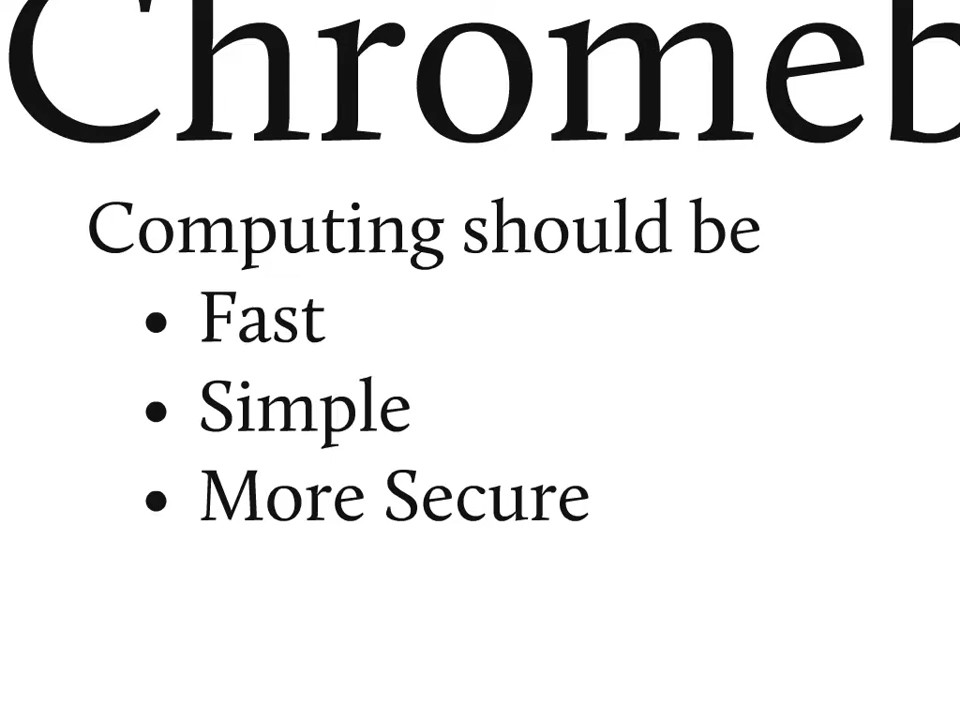 Chromeb
Computing should be
• Fast
• Simple
• More Secure